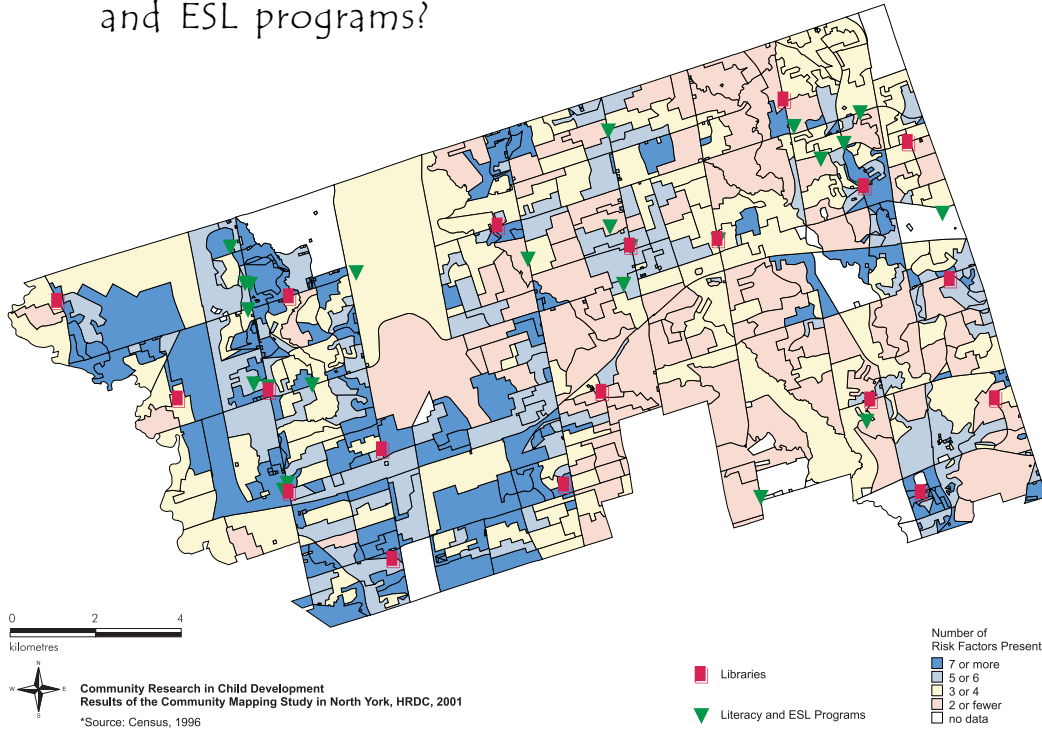 and ESL programs?
0 2 4
kilometres
N
W E
S
Community Research in Child Development
Results of the Community Mapping Study in North York, HRDC, 2001
*Source: Census, 1996
Libraries
Literacy and ESL Programs
Number of
Risk Factors Present
7 or more
5 or 6
3 or 4
2 or fewer
no data